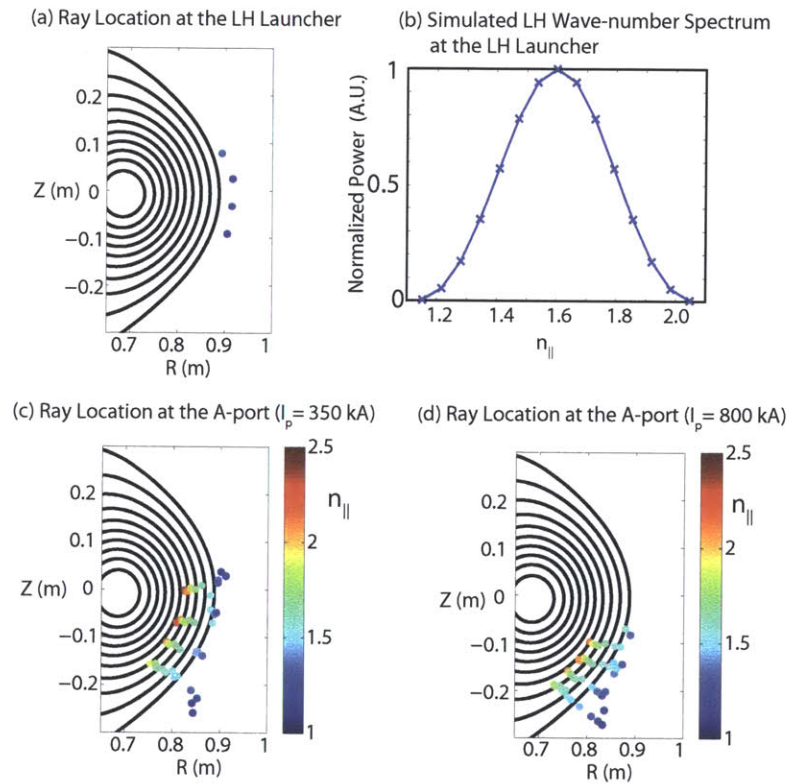 (a) Ray Location at the LH Launcher
0.2
0.1
Z (m) 0
−0.1
−0.2
0.7 0.8 0.9 1
R (m)
(b) Simulated LH Wave-number Spectrum
at the LH Launcher
Normalized Power (A.U.)
1
0.5
0
1.2 1.4 1.6 1.8 2.0
n||
(c) Ray Location at the A-port (Ip= 350 kA)
0.2
0.1
Z (m) 0
−0.1
−0.2
0.7 0.8 0.9 1
R (m)
2.5
n||
2
1.5
1
(d) Ray Location at the A-port (Ip= 800 kA)
0.2
0.1
Z (m) 0
−0.1
−0.2
0.7 0.8 0.9 1
R (m)
2.5
n||
2
1.5
1